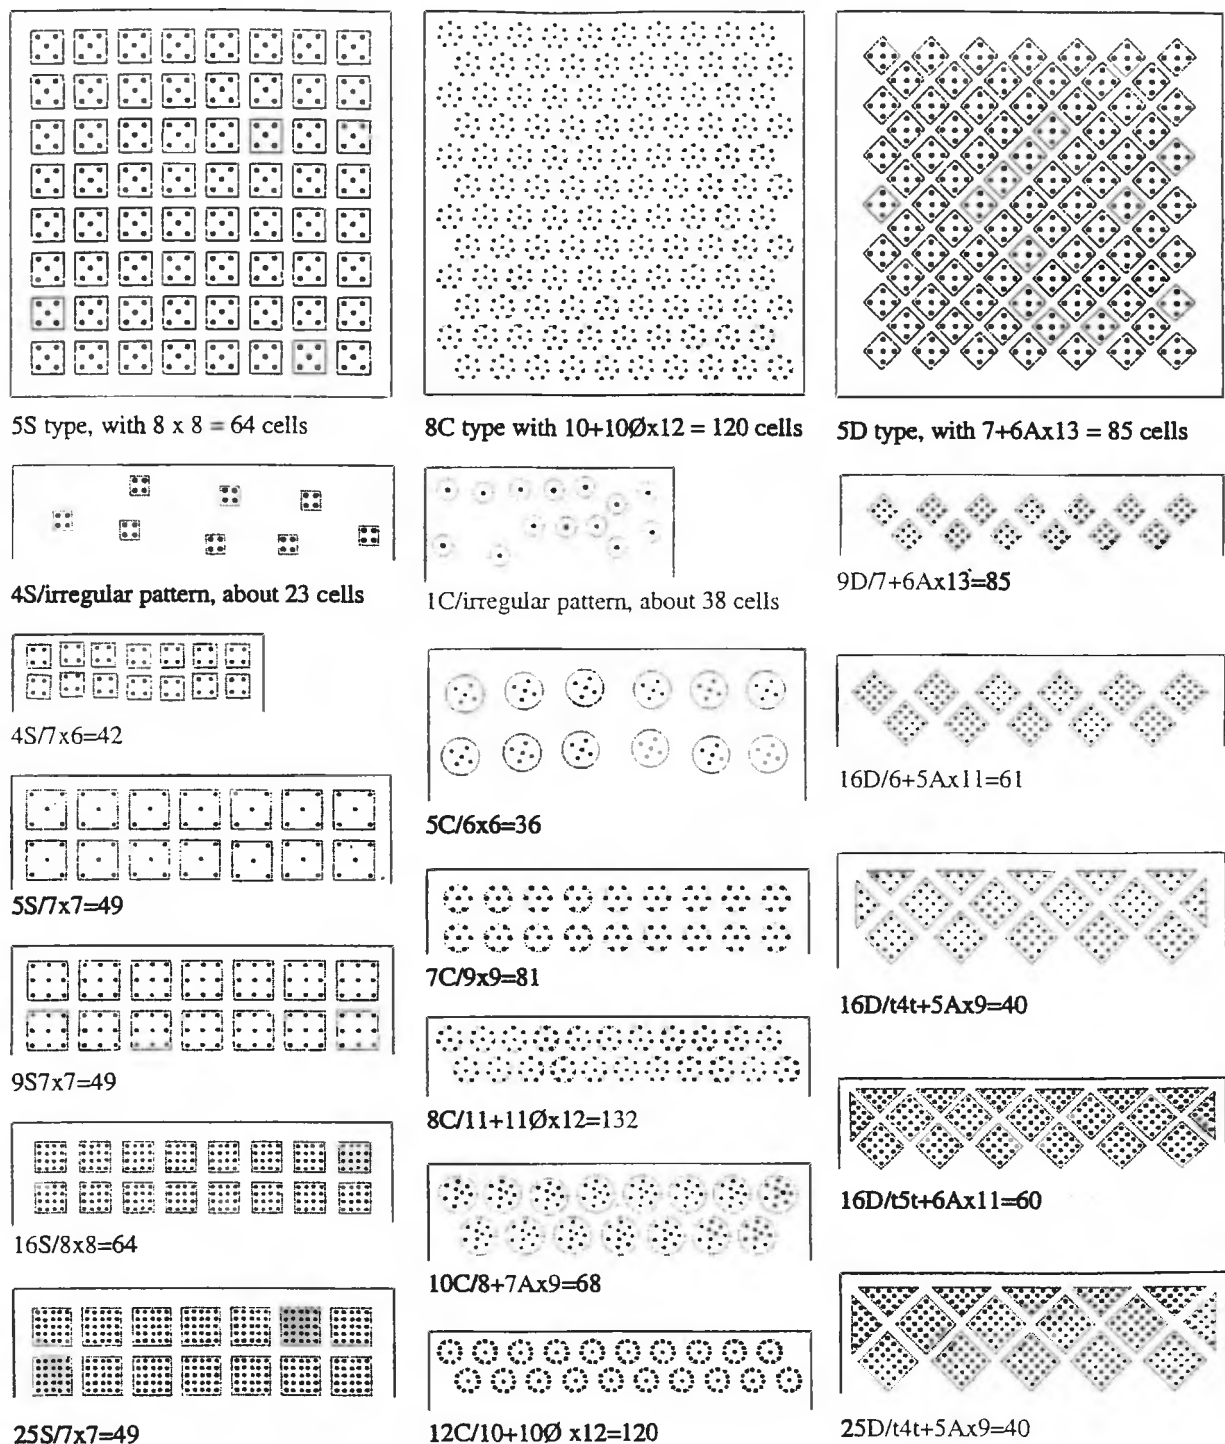 5S type, with 8 x 8 = 64 cells
8C type with 10+10Øx12 = 120 cells
5D type, with 7+6Ax13 = 85 cells
4S/irregular pattern, about 23 cells
1C/irregular pattern, about 38 cells
9D/7+6Ax13=85
4S/7x6=42
5C/6x6=36
16D/6+5Ax11=61
5S/7x7=49
7C/9x9=81
16D/t4t+5Ax9=40
9S7x7=49
8C/11+11Øx12=132
16D/t5t+6Ax11=60
16S/8x8=64
10C/8+7Ax9=68
25S/7x7=49
12C/10+10Ø x12=120
25D/t4t+5Ax9=40